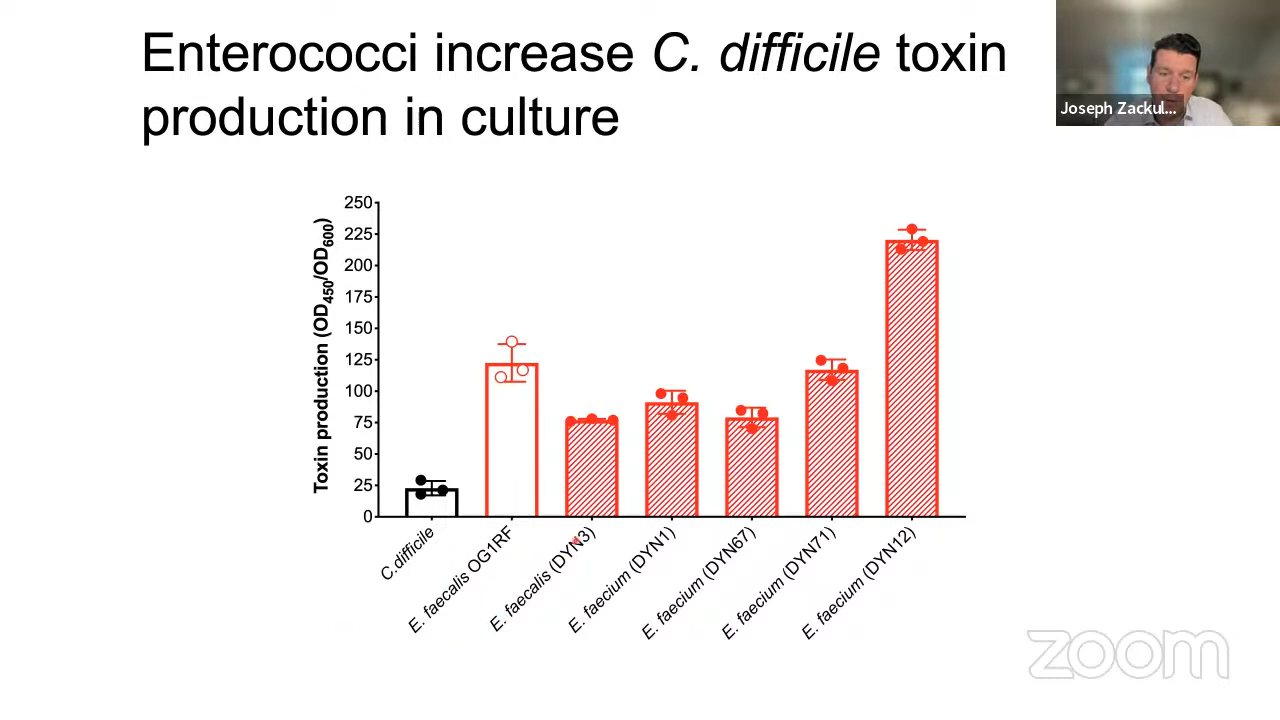 Enterococci increase C. difficile toxin
production in culture
Joseph Zackul...
Toxin production (OD450/OD600)
250
225
200
175
150
125
100
75
50
25
0
C.difficile
E. faecalis OG1RF
E. faecalis (DYN3)
E. faecium (DYN1)
E. faecium (DYN67)
E. faecium (DYN71)
E. faecium (DYN12)
zoom